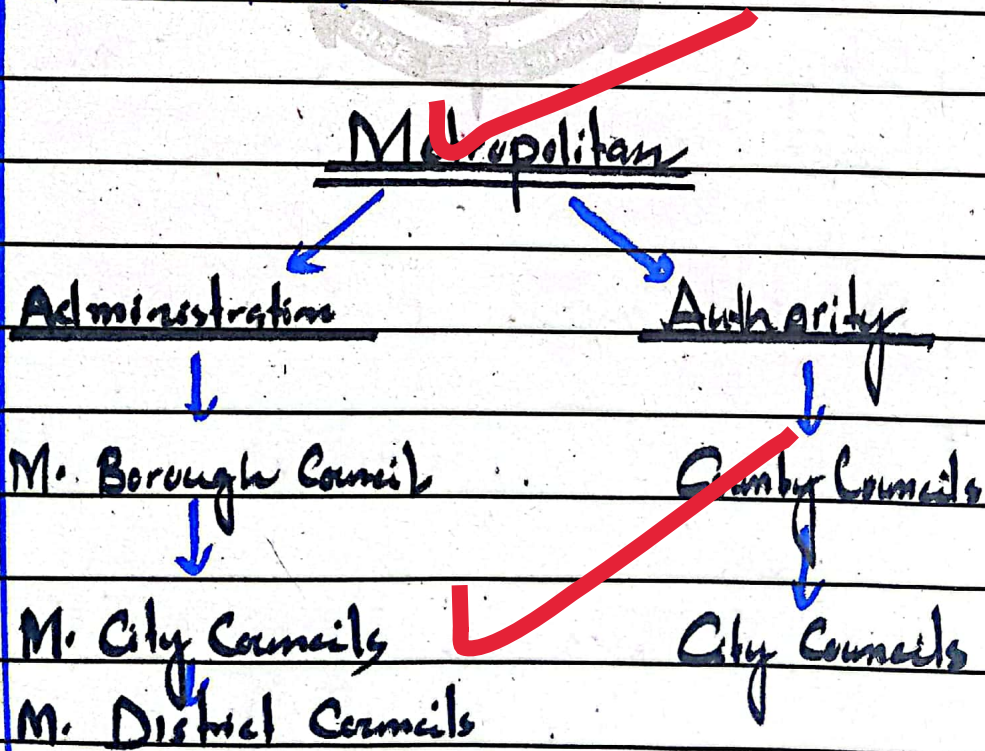 Metropolitan
Administration Authority
M. Borough Council County Councils
M. City Councils City Councils
M. District Councils